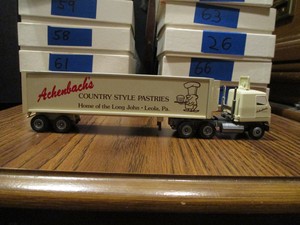 59
63
58
26
61
66
Achenbach's
COUNTRY STYLE PASTRIES
Home of the Long John - Leola, Pa.